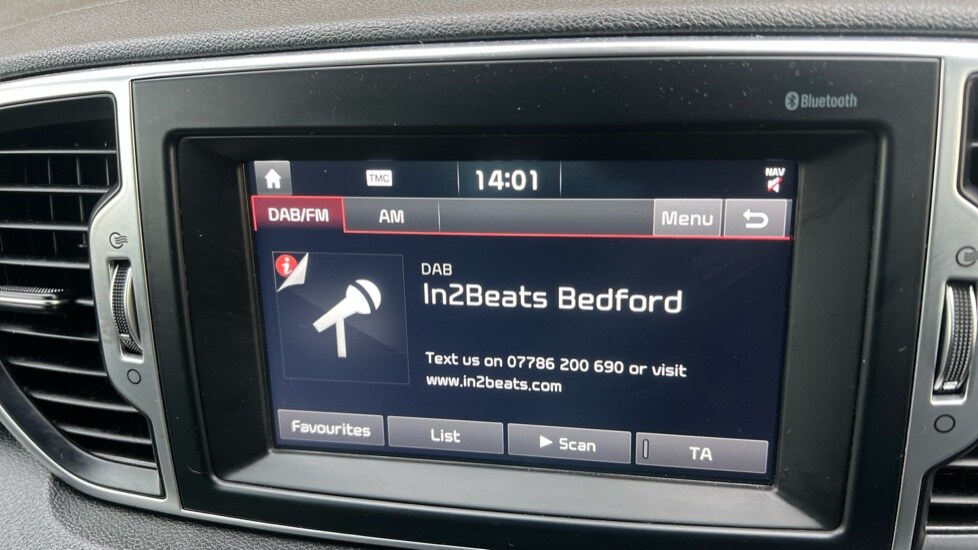 Bluetooth
TMC 14:01 NAV
DAB/FM AM Menu
i
DAB
In2Beats Bedford
Text us on 07786 200 690 or visit
www.in2beats.com
Favourites List Scan TA